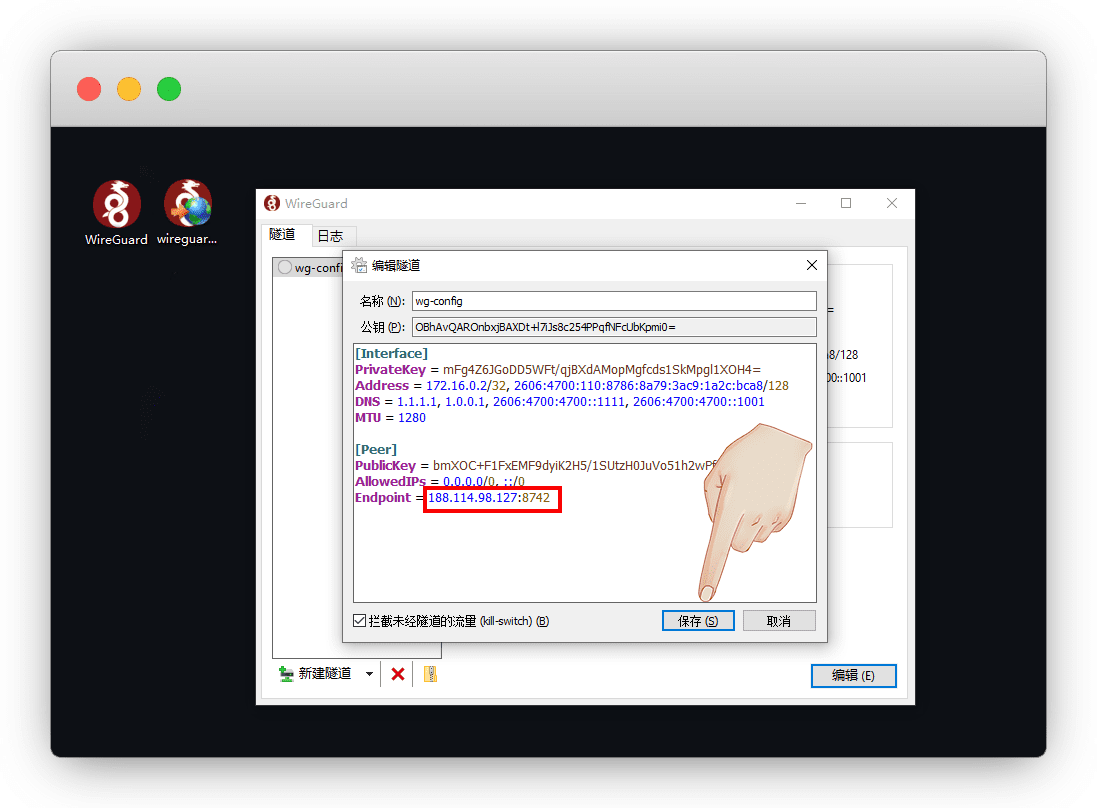 WireGuard
wireguar...
WireGuard
隧道
日志
wg-confi
编辑隧道
名称 (N):
wg-config
公钥 (P):
OBhAvQAROnbxjBAXDt+l7iJs8c254PPqfNFcUbKpmi0=
[Interface]
PrivateKey = mFg4Z6JGoDD5WFt/qjBXdAMopMgfcds1SkMpgl1XOH4=
Address = 172.16.0.2/32, 2606:4700:110:8786:8a79:3ac9:1a2c:bca8/128
DNS = 1.1.1.1, 1.0.0.1, 2606:4700:4700::1111, 2606:4700:4700::1001
MTU = 1280
[Peer]
PublicKey = bmXOC+F1FxEMF9dyiK2H5/1SUtzH0JuVo51h2wPf
AllowedIPs = 0.0.0.0/0, ::/0
Endpoint = 188.114.98.127:8742
=
a8/128
00::1001
拦截未经隧道的流量 (kill-switch) (B)
保存 (S)
取消
新建隧道
编辑 (E)